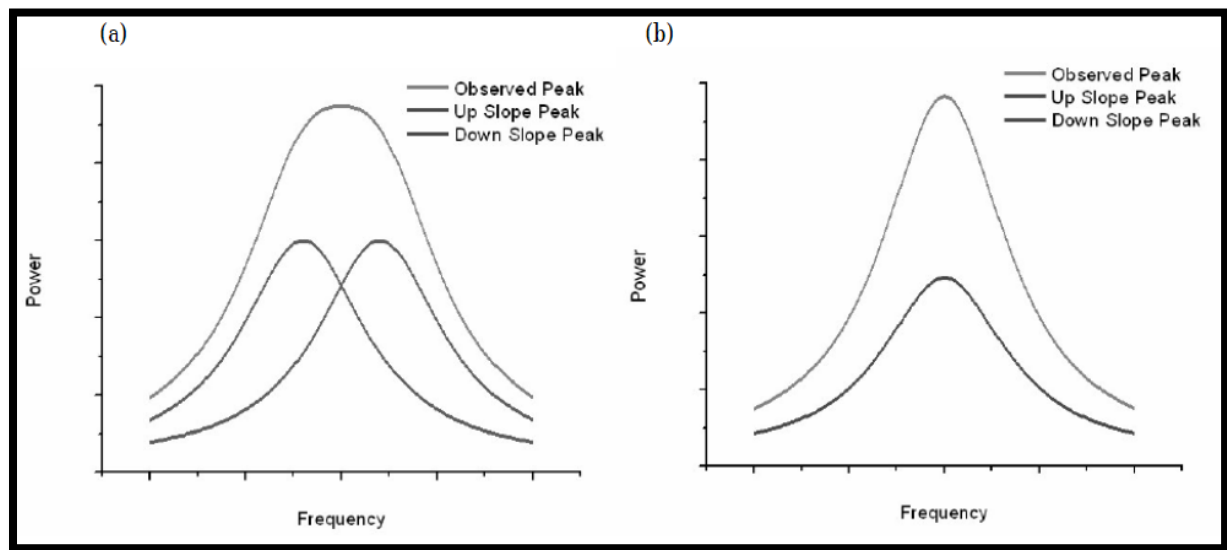 (a)
Observed Peak
Up Slope Peak
Down Slope Peak
Power
Frequency
(b)
Observed Peak
Up Slope Peak
Down Slope Peak
Power
Frequency